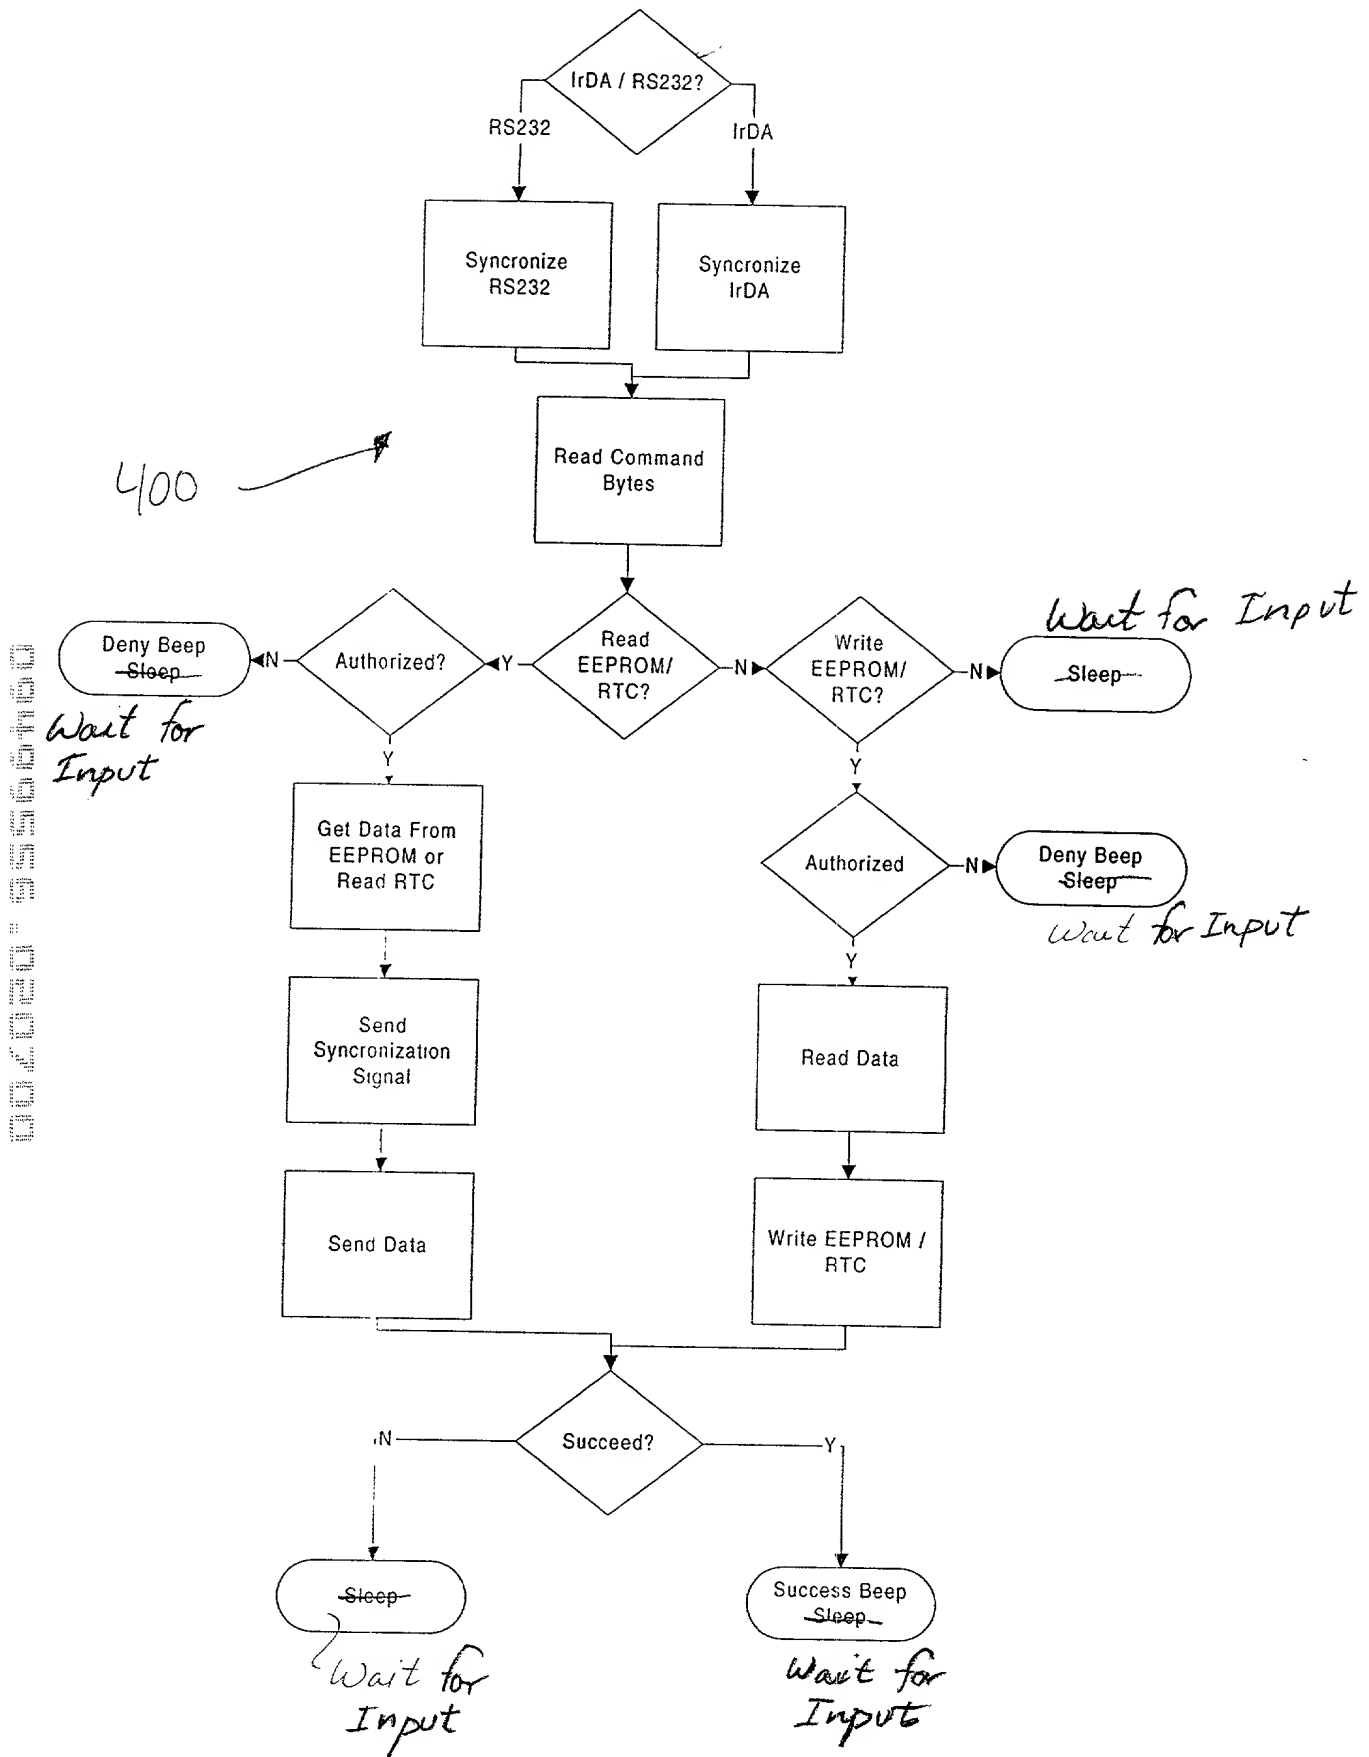 IrDA / RS232?
RS232
IrDA
Syncronize
RS232
Syncronize
IrDA
Read Command
Bytes
400
Deny Beep
Sleep
Wait for
Input
N
Authorized?
Y
Read
EEPROM/
RTC?
N
Write
EEPROM/
RTC?
N
Wait for Input
Sleep
Y
Y
Get Data From
EEPROM or
Read RTC
Authorized
N
Deny Beep
Sleep
Wait for Input
Y
Send
Syncronization
Signal
Read Data
Send Data
Write EEPROM /
RTC
Succeed?
N
Y
Sleep
Wait for
Input
Success Beep
Sleep
Wait for
Input